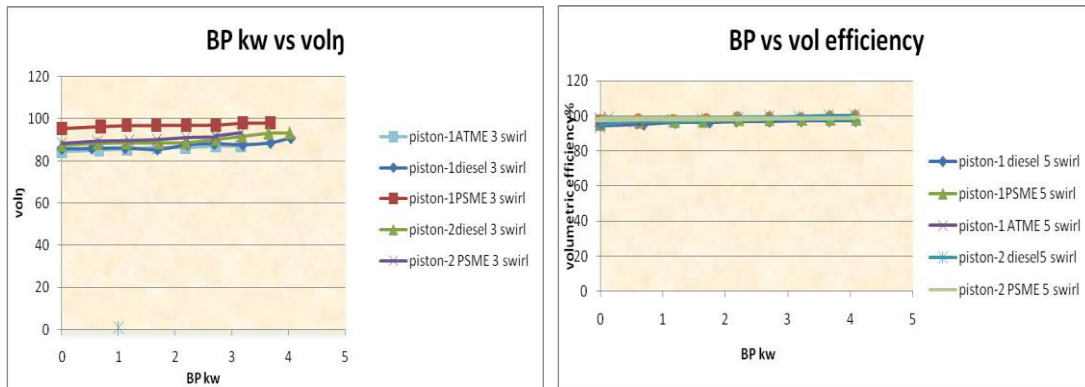 BP kw vs volŋ
120
100
80
60
40
20
0
0 1 2 3 4 5
volŋ
BP kw
piston-1ATME 3 swirl
piston-1diesel 3 swirl
piston-1PSME 3 swirl
piston-2diesel 3 swirl
piston-2 PSME 3 swirl
BP vs vol efficiency
120
100
80
60
40
20
0
0 1 2 3 4 5
volumetric efficiency%
BP kw
piston-1 diesel 5 swirl
piston-1PSME 5 swirl
piston-1 ATME 5 swirl
piston-2 diesel5 swirl
piston-2 PSME 5 swirl